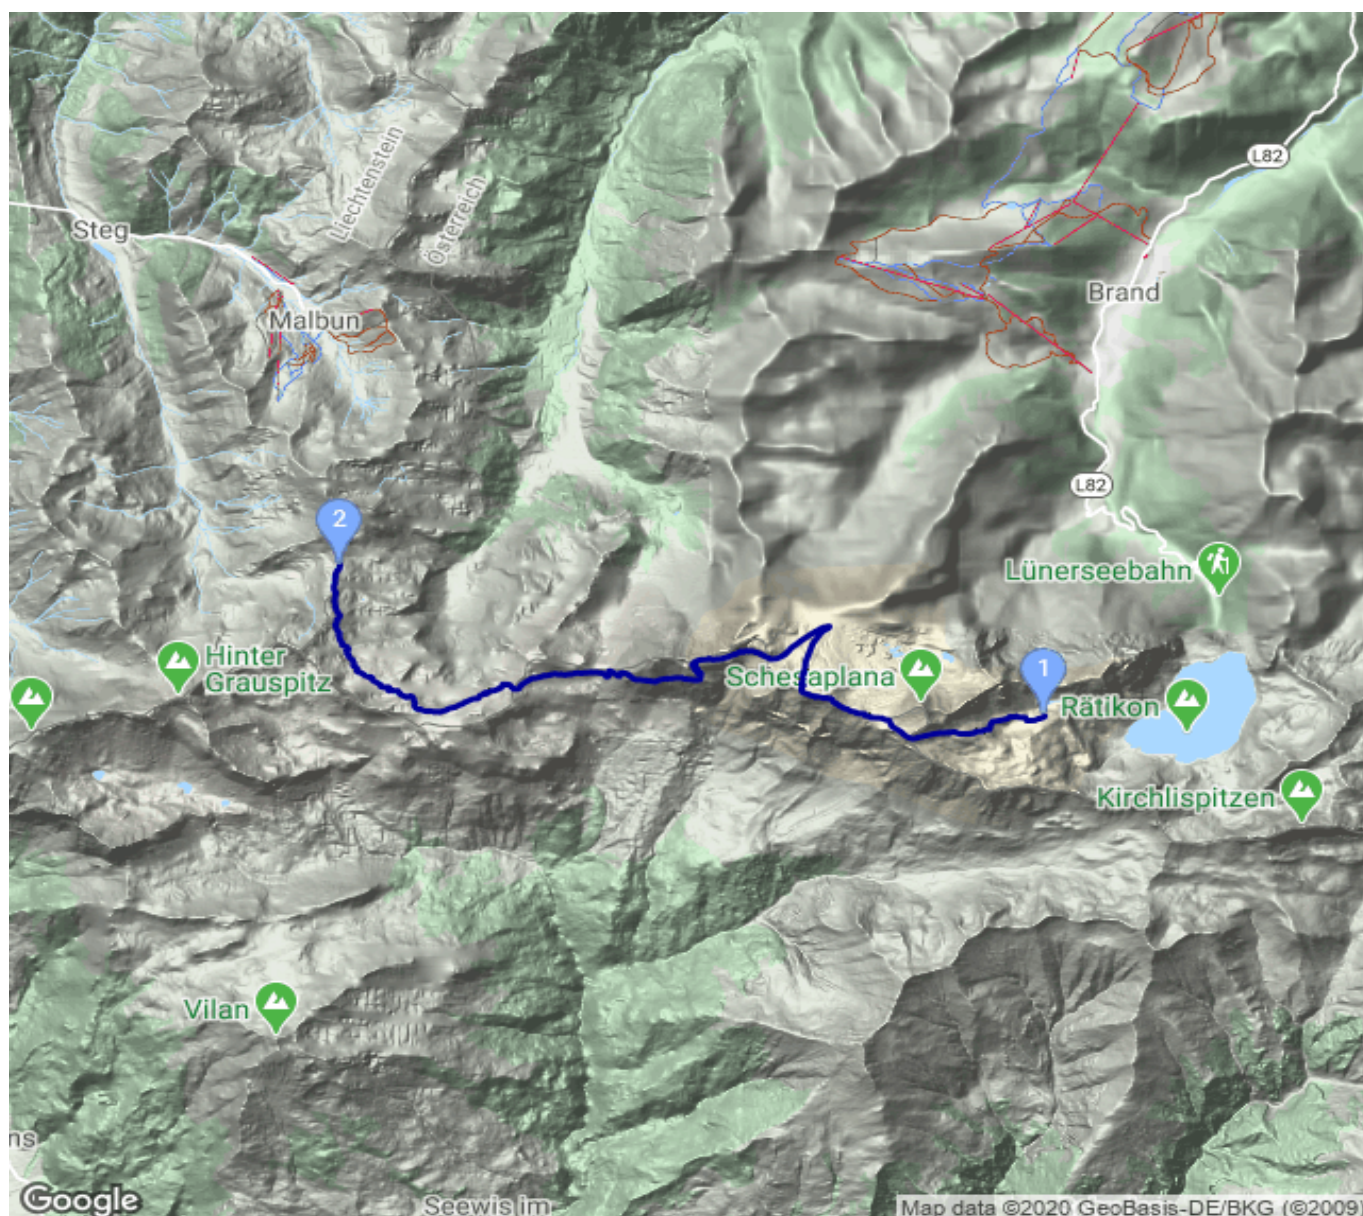 L82
Liechtenstein
Österreich
Steg
Brand
Malbun
L82
2
Lünerseebahn
Hinter
Grauspitz
Schesaplana
1
Rätikon
Kirchlispitzen
Vilan
ns
Google
Seewis im
Map data ©2020 GeoBasis-DE/BKG (©2009)